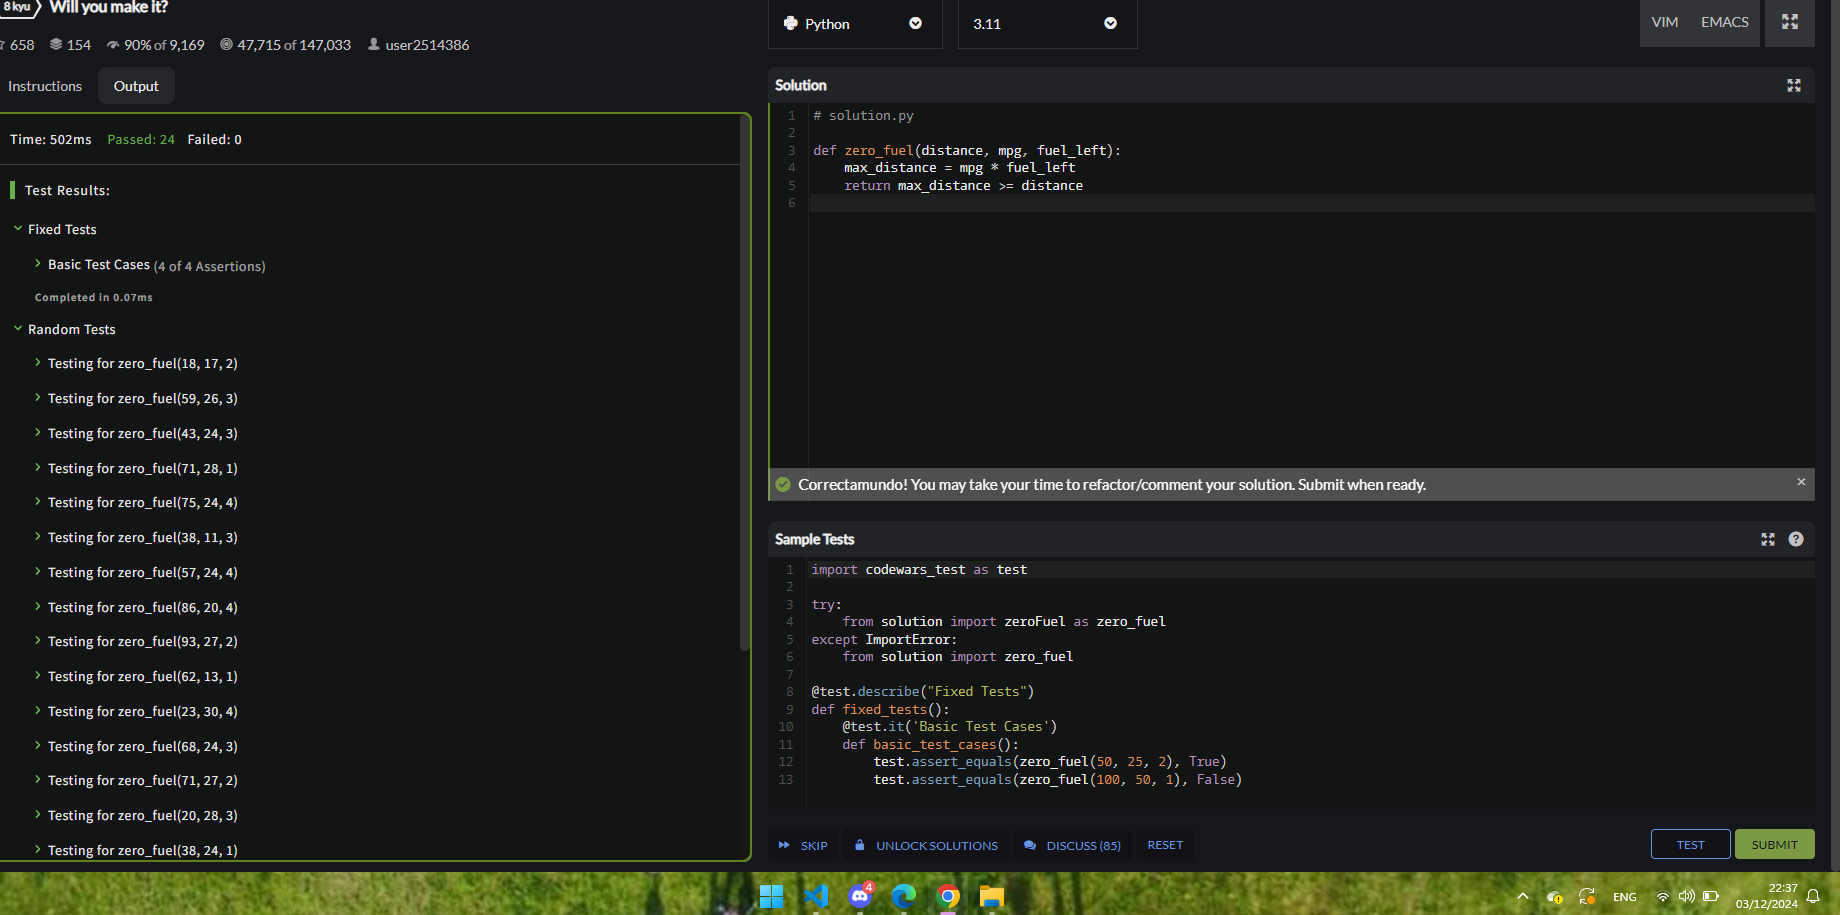 8 kyu Will you make it?
658 154 90% of 9,169 47,715 of 147,033 user2514386
Instructions Output
Time: 502ms Passed: 24 Failed: 0
Test Results:
Fixed Tests
Basic Test Cases (4 of 4 Assertions)
Completed in 0.07ms
Random Tests
Testing for zero_fuel(18, 17, 2)
Testing for zero_fuel(59, 26, 3)
Testing for zero_fuel(43, 24, 3)
Testing for zero_fuel(71, 28, 1)
Testing for zero_fuel(75, 24, 4)
Testing for zero_fuel(38, 11, 3)
Testing for zero_fuel(57, 24, 4)
Testing for zero_fuel(86, 20, 4)
Testing for zero_fuel(93, 27, 2)
Testing for zero_fuel(62, 13, 1)
Testing for zero_fuel(23, 30, 4)
Testing for zero_fuel(68, 24, 3)
Testing for zero_fuel(71, 27, 2)
Testing for zero_fuel(20, 28, 3)
Testing for zero_fuel(38, 24, 1)
Python 3.11 VIM EMACS
Solution
1 # solution.py
2
3 def zero_fuel(distance, mpg, fuel_left):
4     max_distance = mpg * fuel_left
5     return max_distance >= distance
6
Correctamundo! You may take your time to refactor/comment your solution. Submit when ready. ×
Sample Tests ?
1 import codewars_test as test
2
3 try:
4     from solution import zeroFuel as zero_fuel
5 except ImportError:
6     from solution import zero_fuel
7
8 @test.describe("Fixed Tests")
9 def fixed_tests():
10     @test.it('Basic Test Cases')
11     def basic_test_cases():
12         test.assert_equals(zero_fuel(50, 25, 2), True)
13         test.assert_equals(zero_fuel(100, 50, 1), False)
SKIP UNLOCK SOLUTIONS DISCUSS (85) RESET TEST SUBMIT
4 ENG 22:37
03/12/2024